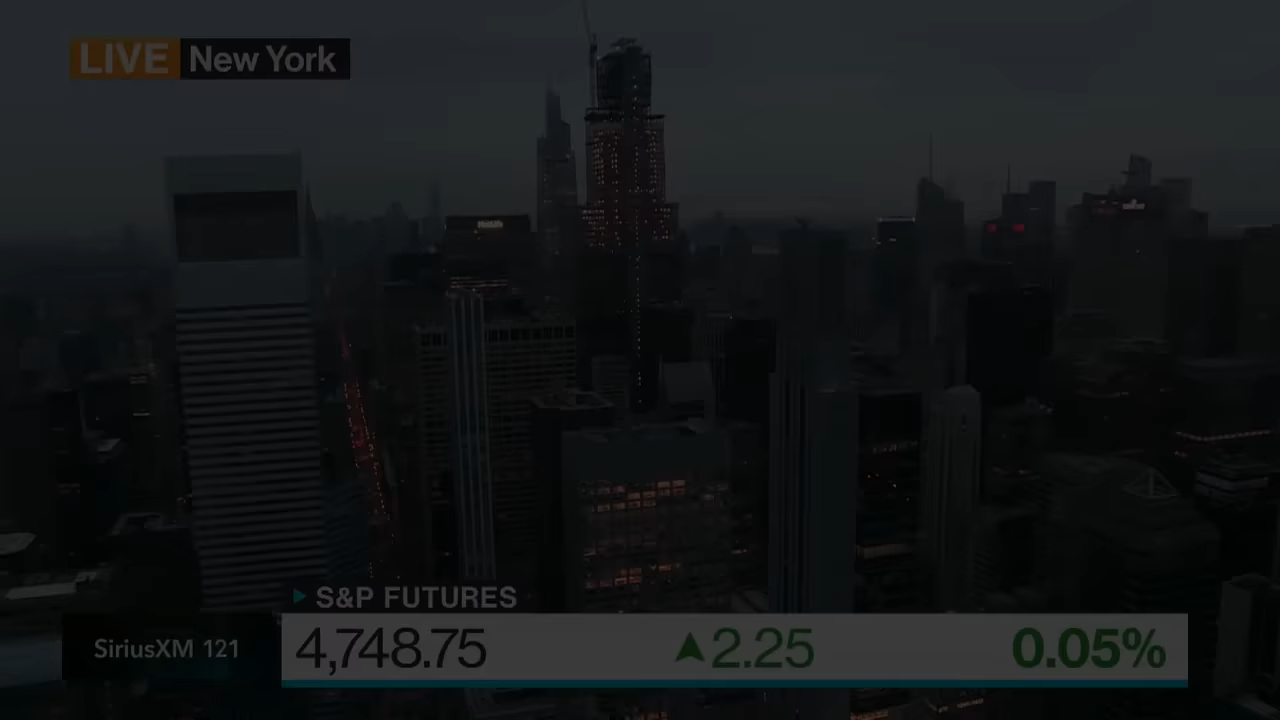 LIVE New York
S&P FUTURES
SiriusXM 121
4,748.75 ▲2.25 0.05%